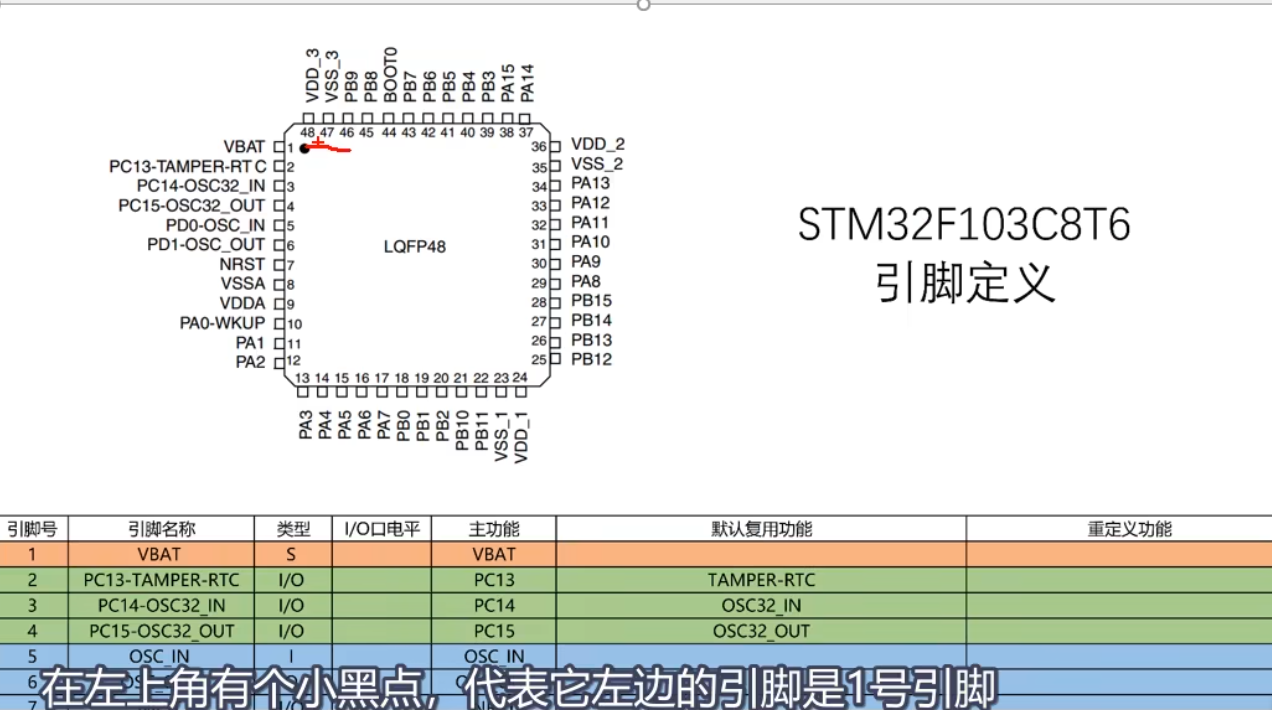 VDD_3
VSS_3
PB9
PB8
BOOT0
PB7
PB6
PB5
PB4
PB3
PA15
PA14
48 47 46 45 44 43 42 41 40 39 38 37
VBAT 1
PC13-TAMPER-RTC 2
PC14-OSC32_IN 3
PC15-OSC32_OUT 4
PD0-OSC_IN 5
PD1-OSC_OUT 6
NRST 7
VSSA 8
VDDA 9
PA0-WKUP 10
PA1 11
PA2 12
LQFP48
36 VDD_2
35 VSS_2
34 PA13
33 PA12
32 PA11
31 PA10
30 PA9
29 PA8
28 PB15
27 PB14
26 PB13
25 PB12
13 14 15 16 17 18 19 20 21 22 23 24
PA3
PA4
PA5
PA6
PA7
PB0
PB1
PB2
PB10
PB11
VSS_1
VDD_1
STM32F103C8T6
引脚定义
引脚号 引脚名称 类型 I/O口电平 主功能 默认复用功能 重定义功能
1 VBAT S VBAT
2 PC13-TAMPER-RTC I/O PC13 TAMPER-RTC
3 PC14-OSC32_IN I/O PC14 OSC32_IN
4 PC15-OSC32_OUT I/O PC15 OSC32_OUT
5 OSC_IN I OSC_IN
6
7
在左上角有个小黑点，代表它左边的引脚是1号引脚